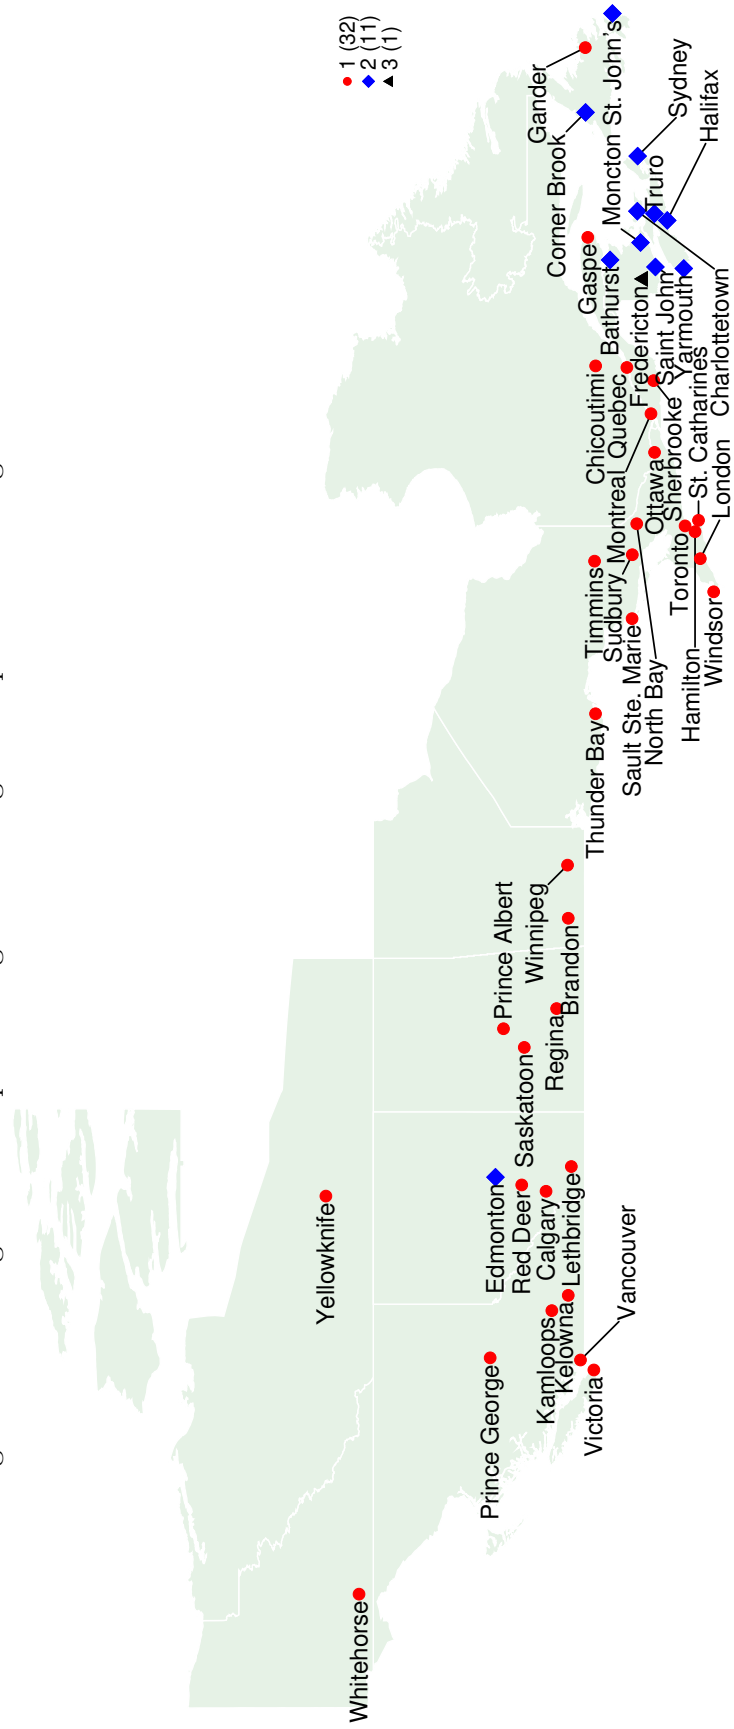 1 (32)
2 (11)
3 (1)
St. John's
Gander
Corner Brook
Sydney
Halifax
Truro
Moncton
Gaspe
Bathurst
Fredericton
Saint John
Yarmouth
Charlottetown
Chicoutimi
Quebec
Montreal
Sherbrooke
Ottawa
St. Catharines
London
Toronto
Hamilton
Windsor
Timmins
Sudbury
Sault Ste. Marie
North Bay
Thunder Bay
Winnipeg
Brandon
Prince Albert
Regina
Saskatoon
Edmonton
Red Deer
Calgary
Lethbridge
Yellowknife
Kamloops
Kelowna
Vancouver
Victoria
Prince George
Whitehorse